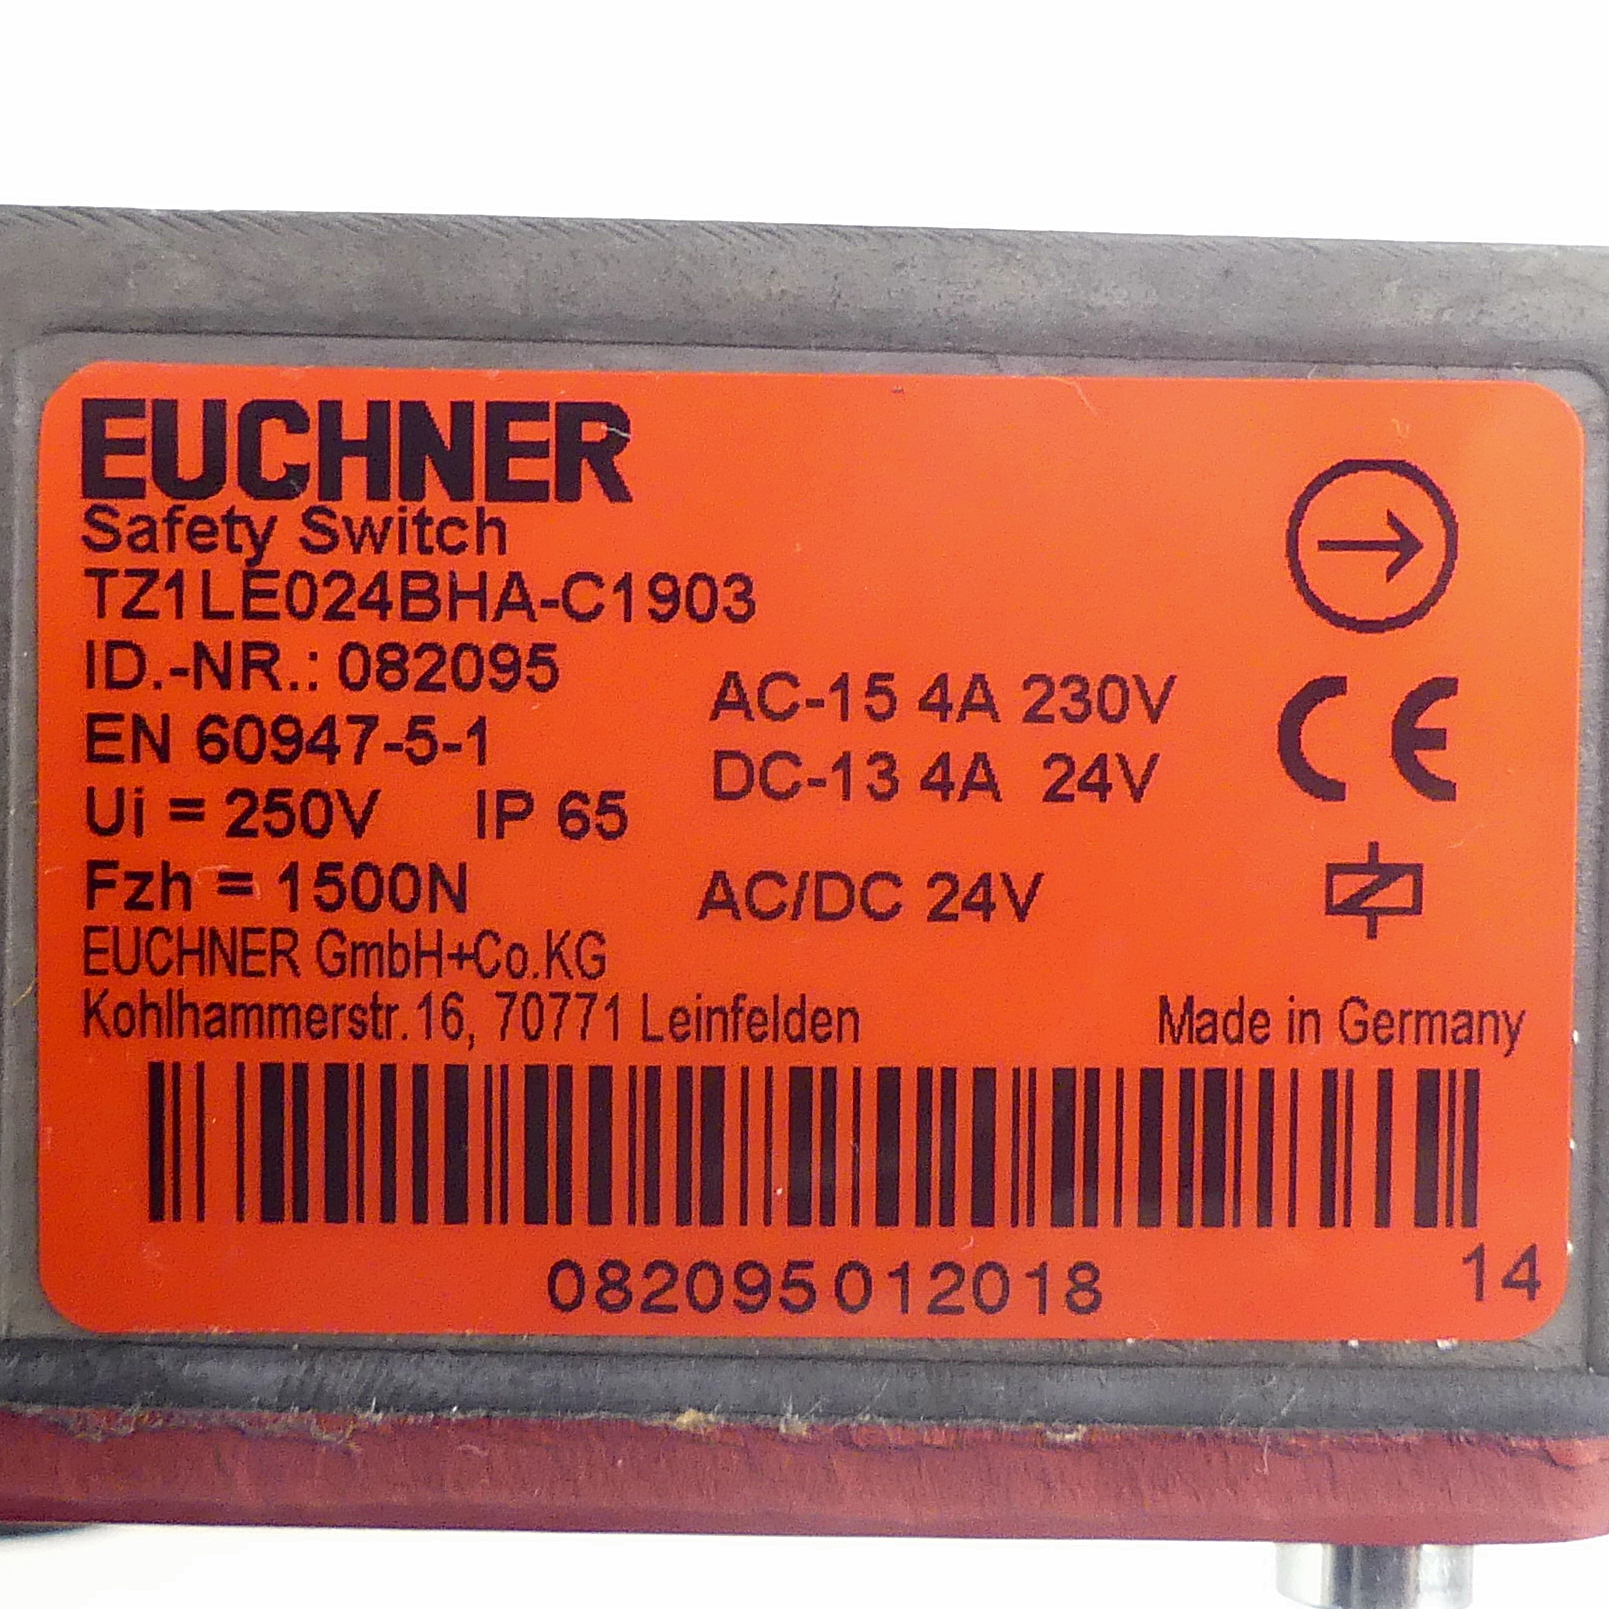 EUCHNER
Safety Switch
TZ1LE024BHA-C1903
ID.-NR.: 082095
EN 60947-5-1
Ui = 250V IP 65
Fzh = 1500N
AC-15 4A 230V
DC-13 4A 24V
AC/DC 24V
CE
EUCHNER GmbH+Co.KG
Kohlhammerstr.16, 70771 Leinfelden
Made in Germany
082095012018
14